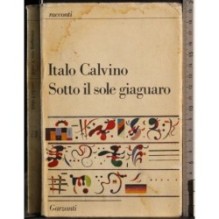 racconti
Italo Calvino
Sotto il sole giaguaro
Garzanti